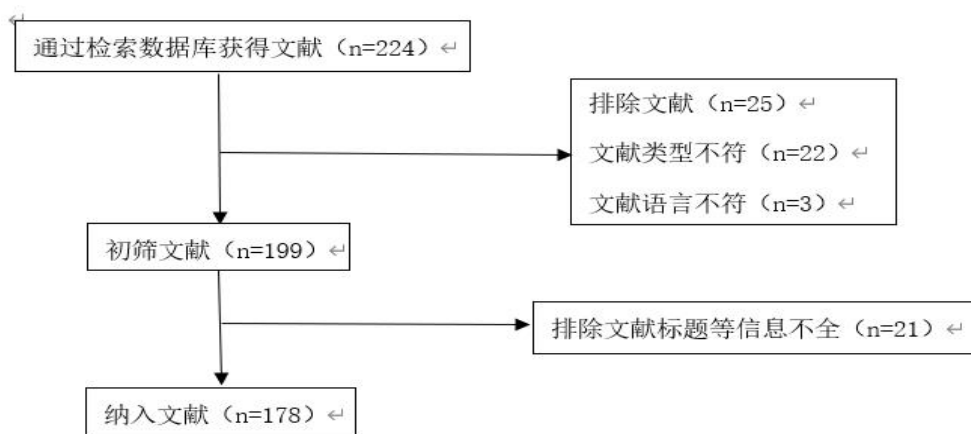 通过检索数据库获得文献（n=224）
排除文献（n=25）
文献类型不符（n=22）
文献语言不符（n=3）
初筛文献（n=199）
排除文献标题等信息不全（n=21）
纳入文献（n=178）